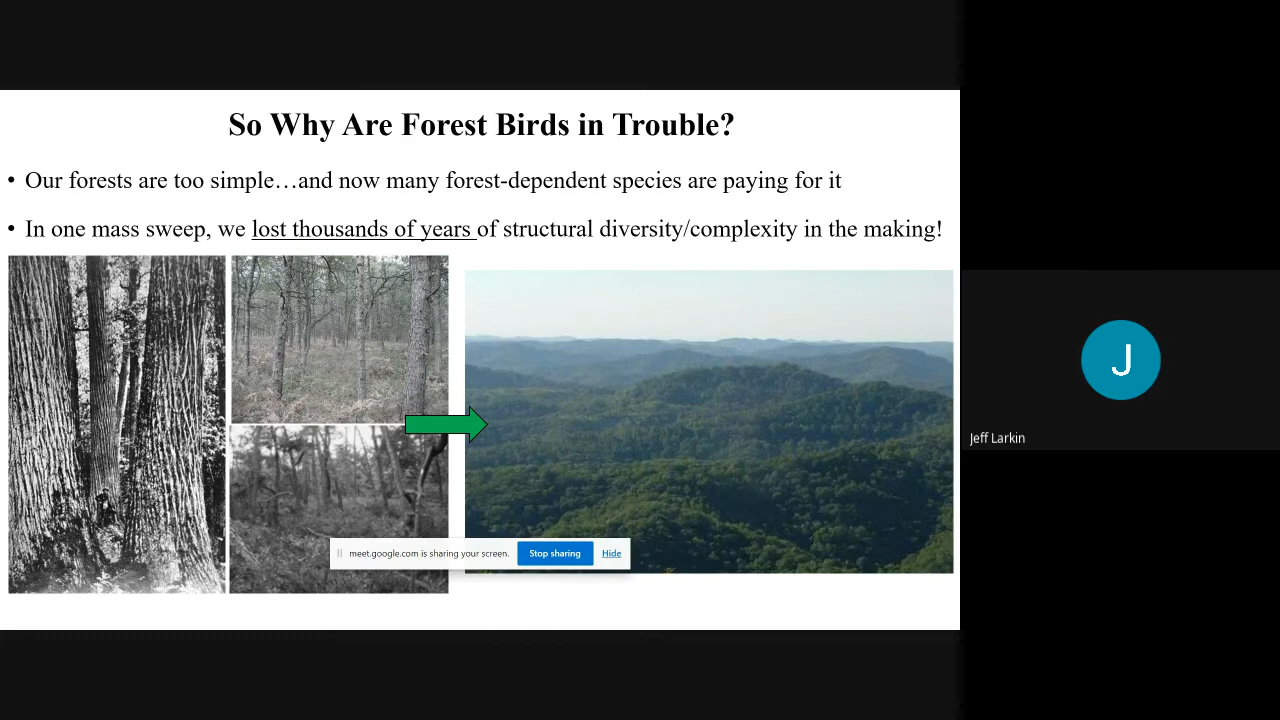 So Why Are Forest Birds in Trouble?
• Our forests are too simple…and now many forest-dependent species are paying for it
• In one mass sweep, we lost thousands of years of structural diversity/complexity in the making!
J
Jeff Larkin
meet.google.com is sharing your screen. Stop sharing Hide